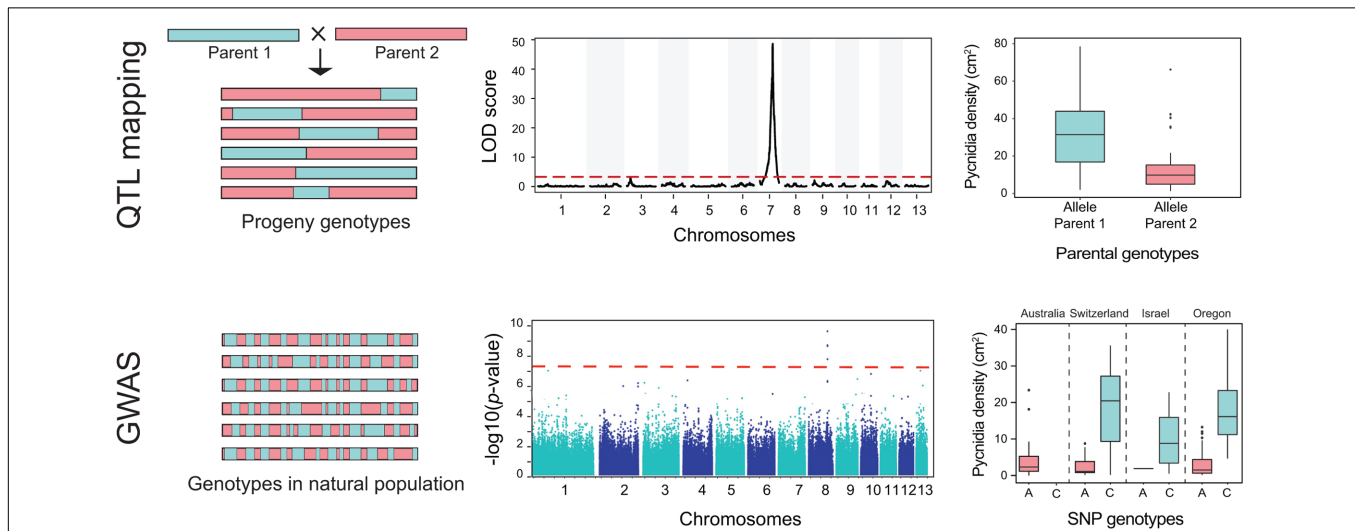 QTL mapping
Parent 1
×
Parent 2
Progeny genotypes
LOD score
50
40
30
20
10
0
1 2 3 4 5 6 7 8 9 10 11 12 13
Chromosomes
Pycnidia density (cm²)
80
60
40
20
0
Allele
Parent 1
Allele
Parent 2
Parental genotypes
GWAS
Genotypes in natural population
-log10(p-value)
10
8
7
6
5
4
2
2
0
1 2 3 4 5 6 7 8 9 10 11 12 13
Chromosomes
Australia Switzerland Israel Oregon
Pycnidia density (cm²)
40
30
20
10
0
A C A C A C A C
SNP genotypes